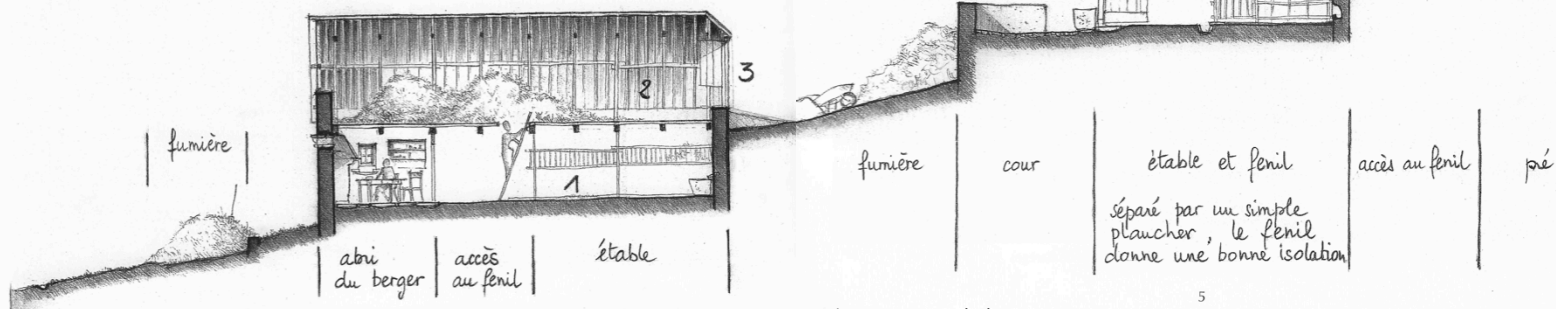 3
2
fumière
1
abri
du berger
accès
au fenil
étable
fumière
cour
étable et fenil
séparé par un simple
plancher, le fenil
donne une bonne isolation
accès au fenil
pré
5